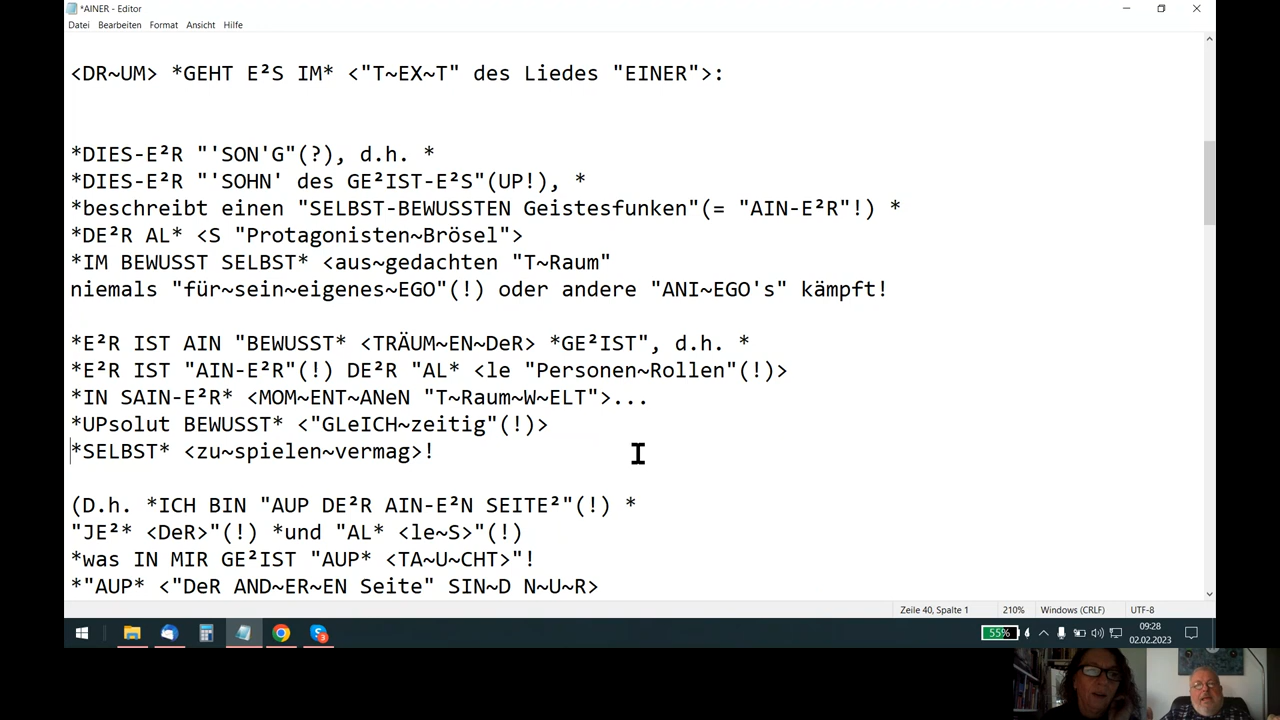 *AINER - Editor
Datei Bearbeiten Format Ansicht Hilfe
<DR~UM> *GEHT E²S IM* <"T~EX~T" des Liedes "EINER">:
*DIES-E²R "'SON'G"(?), d.h. *
*DIES-E²R "'SOHN' des GE²IST-E²S"(UP!), *
*beschreibt einen "SELBST-BEWUSSTEN Geistesfunken"(= "AIN-E²R"!) *
*DE²R AL* <S "Protagonisten~Brösel">
*IM BEWUSST SELBST* <aus~gedachten "T~Raum"
niemals "für~sein~eigenes~EGO"(!) oder andere "ANI~EGO's" kämpft!
*E²R IST AIN "BEWUSST* <TRÄUM~EN~DeR> *GE²IST", d.h. *
*E²R IST "AIN-E²R"(!) DE²R "AL* <le "Personen~Rollen"(!)>
*IN SAIN-E²R* <MOM~ENT~ANeN "T~Raum~W~ELT">...
*UPsolut BEWUSST* <"GLeICH~zeitig"(!)>
*SELBST* <zu~spielen~vermag>!
(D.h. *ICH BIN "AUP DE²R AIN-E²N SEITE²"(!) *
"JE²* <DeR>"(!) *und "AL* <le~S>"(!)
*was IN MIR GE²IST "AUP* <TA~U~CHT>"!
*"AUP* <"DeR AND~ER~EN Seite" SIN~D N~U~R>
Zeile 40, Spalte 1 210% Windows (CRLF) UTF-8
55% 09:28
02.02.2023